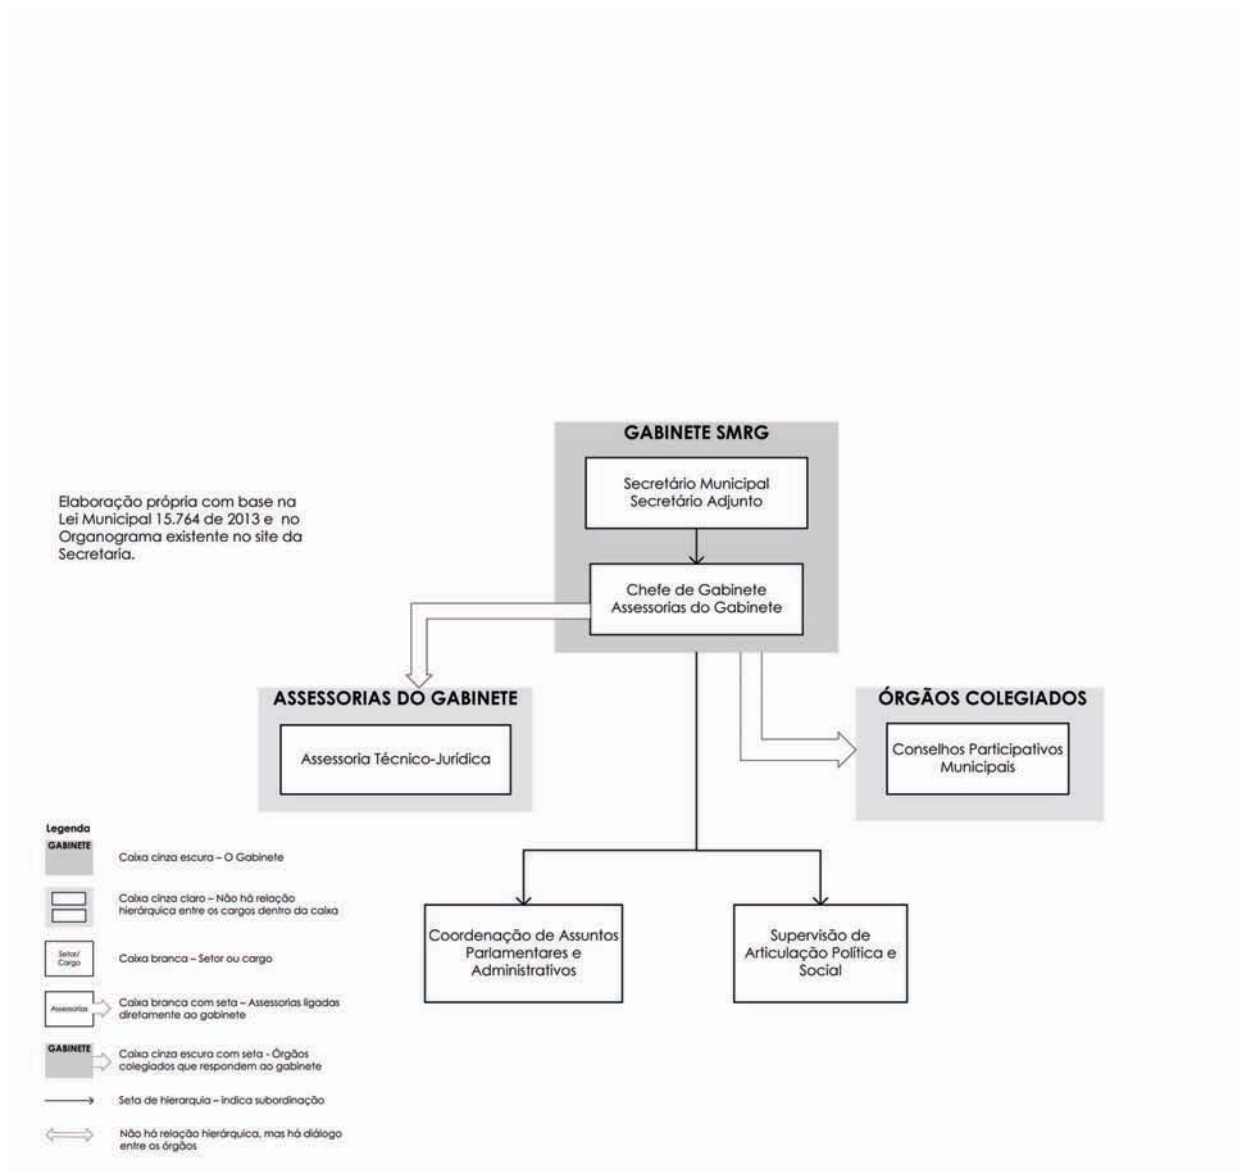 GABINETE SMRG
Secretário Municipal
Secretário Adjunto
Elaboração própria com base na
Lei Municipal 15.764 de 2013 e no
Organograma existente no site da
Secretaria.
Chefe de Gabinete
Assessorias do Gabinete
ASSESSORIAS DO GABINETE
Assessoria Técnico-Jurídica
ÓRGÃOS COLEGIADOS
Conselhos Participativos
Municipais
Coordenação de Assuntos
Parlamentares e
Administrativos
Supervisão de
Articulação Política e
Social
Legenda
GABINETE
Caixa cinza escura – O Gabinete
Caixa cinza claro – Não há relação
hierárquica entre os cargos dentro da caixa
Setor/
Cargo
Caixa branca – Setor ou cargo
Assessorias
Caixa branca com seta – Assessorias ligadas
diretamente ao gabinete
GABINETE
Caixa cinza escura com seta - Órgãos
colegiados que respondem ao gabinete
Seta de hierarquia – indica subordinação
Não há relação hierárquica, mas há diálogo
entre os órgãos